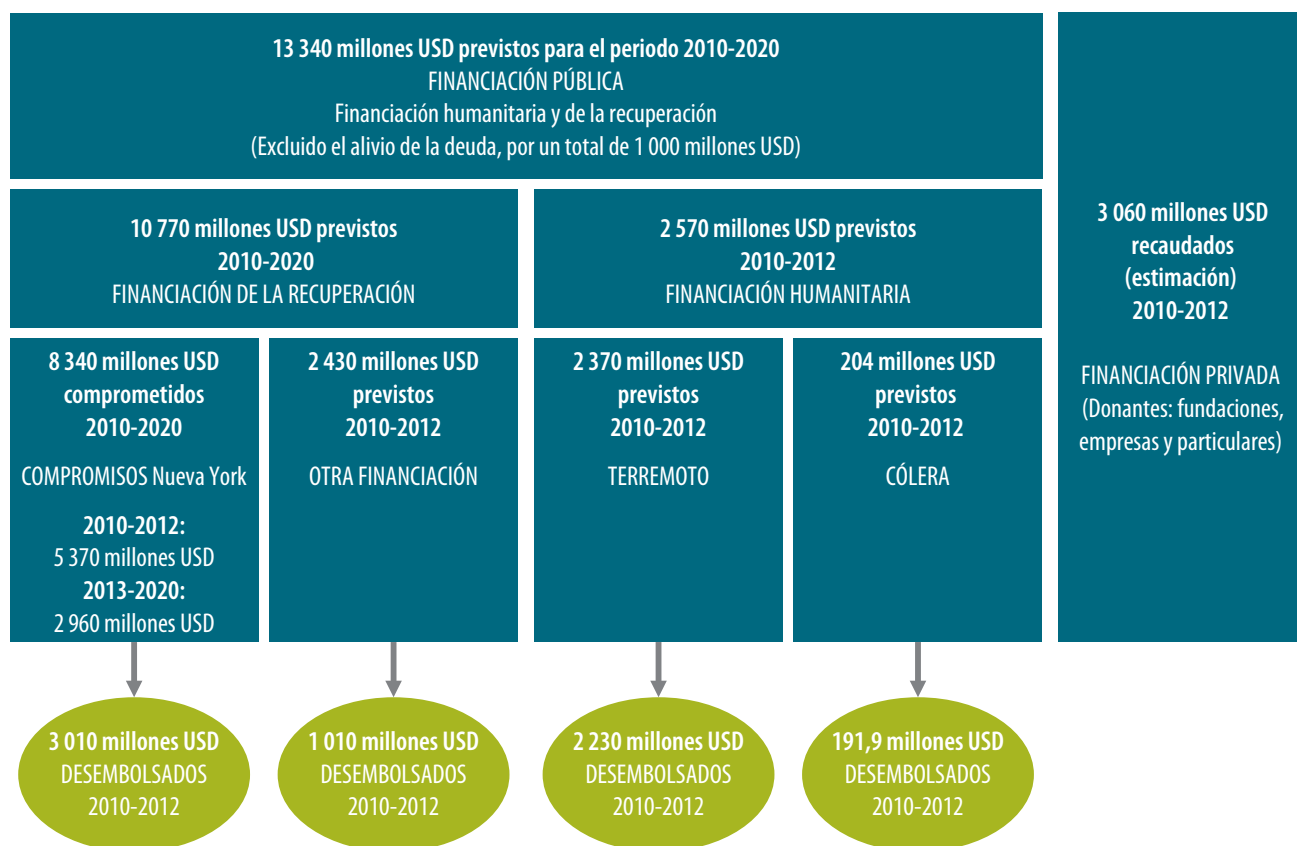 13 340 millones USD previstos para el periodo 2010-2020
FINANCIACIÓN PÚBLICA
Financiación humanitaria y de la recuperación
(Excluido el alivio de la deuda, por un total de 1 000 millones USD)
10 770 millones USD previstos
2010-2020
FINANCIACIÓN DE LA RECUPERACIÓN
2 570 millones USD previstos
2010-2012
FINANCIACIÓN HUMANITARIA
3 060 millones USD
recaudados
(estimación)
2010-2012
FINANCIACIÓN PRIVADA
(Donantes: fundaciones,
empresas y particulares)
8 340 millones USD
comprometidos
2010-2020
COMPROMISOS Nueva York
2010-2012:
5 370 millones USD
2013-2020:
2 960 millones USD
2 430 millones USD
previstos
2010-2012
OTRA FINANCIACIÓN
2 370 millones USD
previstos
2010-2012
TERREMOTO
204 millones USD
previstos
2010-2012
CÓLERA
3 010 millones USD
DESEMBOLSADOS
2010-2012
1 010 millones USD
DESEMBOLSADOS
2010-2012
2 230 millones USD
DESEMBOLSADOS
2010-2012
191,9 millones USD
DESEMBOLSADOS
2010-2012